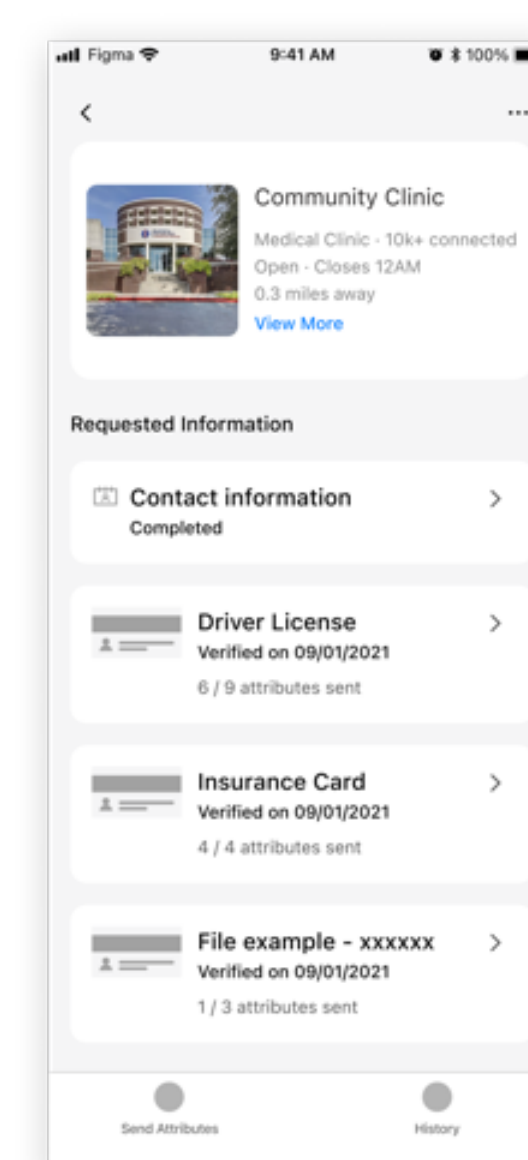 Figma 9:41 AM 100%
Community Clinic
Medical Clinic · 10k+ connected
Open · Closes 12AM
0.3 miles away
View More
Requested Information
Contact information
Completed
Driver License
Verified on 09/01/2021
6 / 9 attributes sent
Insurance Card
Verified on 09/01/2021
4 / 4 attributes sent
File example - xxxxxx
Verified on 09/01/2021
1 / 3 attributes sent
Send Attributes
History